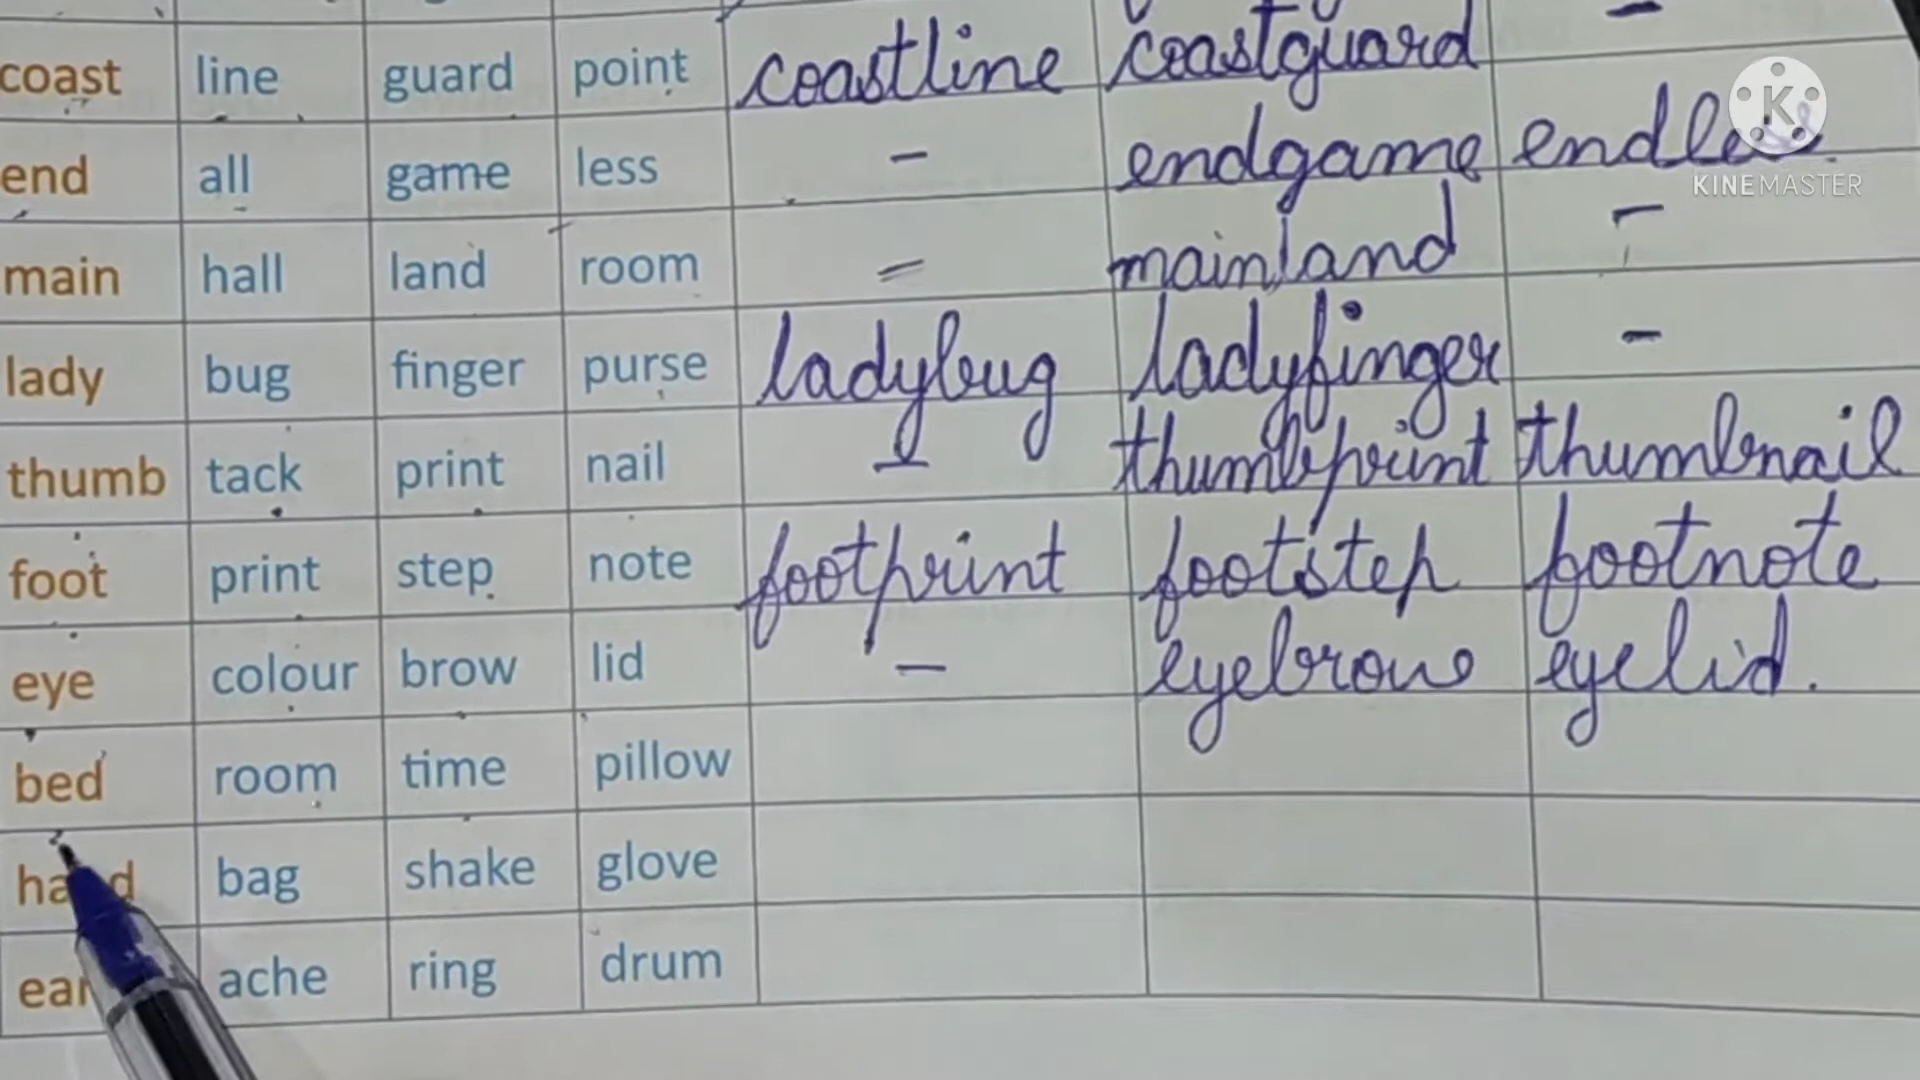 coast line guard point coastline coastguard -
end all game less - endgame
KINEMASTER
main hall land room - mainland -
lady bug finger purse ladybug ladyfinger -
thumb tack print nail - thumbprint thumbnail
foot print step note footprint footstep footnote
eye colour brow lid - eyebrow eyelid.
bed room time pillow
bag shake glove
ear ache ring drum